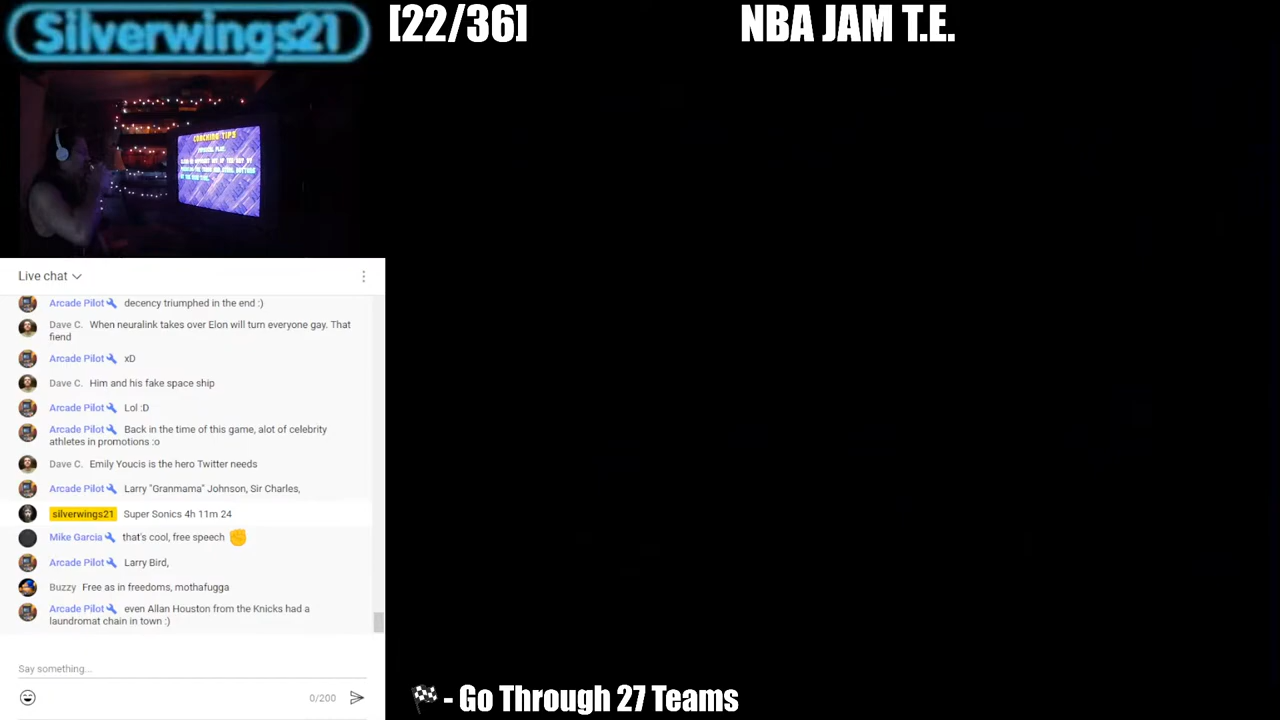 Silverwings21
[22/36]
NBA JAM T.E.
COACHING TIPS
Live chat
Arcade Pilot decency triumphed in the end :)
Dave C. When neuralink takes over Elon will turn everyone gay. That
fiend
Arcade Pilot xD
Dave C. Him and his fake space ship
Arcade Pilot Lol :D
Arcade Pilot Back in the time of this game, alot of celebrity
athletes in promotions :o
Dave C. Emily Youcis is the hero Twitter needs
Arcade Pilot Larry "Granmama" Johnson, Sir Charles,
silverwings21 Super Sonics 4h 11m 24
Mike Garcia that's cool, free speech ✊
Arcade Pilot Larry Bird,
Buzzy Free as in freedoms, mothafugga
Arcade Pilot even Allan Houston from the Knicks had a
laundromat chain in town :)
Say something...
0/200
- Go Through 27 Teams